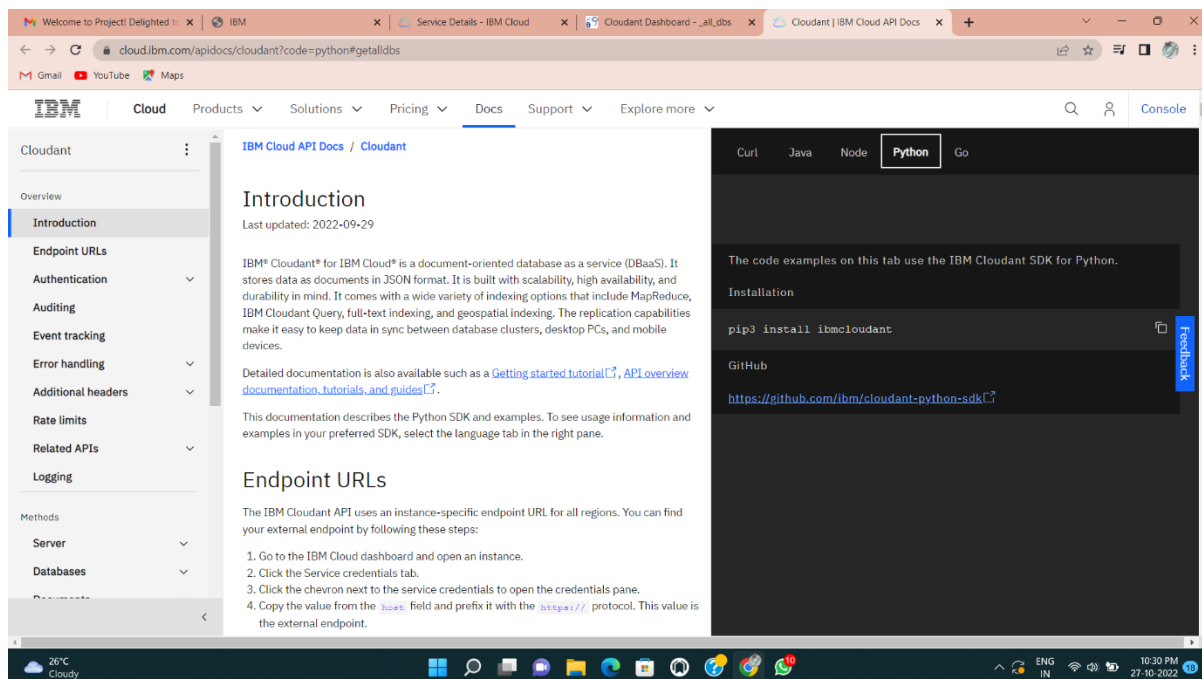 Welcome to Project! Delighted to
IBM
Service Details - IBM Cloud
Cloudant Dashboard - _all_dbs
Cloudant | IBM Cloud API Docs
cloud.ibm.com/apidocs/cloudant?code=python#getalldbs
Gmail YouTube Maps
IBM Cloud Products Solutions Pricing Docs Support Explore more Console
Cloudant
Overview
Introduction
Endpoint URLs
Authentication
Auditing
Event tracking
Error handling
Additional headers
Rate limits
Related APIs
Logging
Methods
Server
Databases
Documents
IBM Cloud API Docs / Cloudant
Introduction
Last updated: 2022-09-29
IBM® Cloudant® for IBM Cloud® is a document-oriented database as a service (DBaaS). It
stores data as documents in JSON format. It is built with scalability, high availability, and
durability in mind. It comes with a wide variety of indexing options that include MapReduce,
IBM Cloudant Query, full-text indexing, and geospatial indexing. The replication capabilities
make it easy to keep data in sync between database clusters, desktop PCs, and mobile
devices.
Detailed documentation is also available such as a Getting started tutorial, API overview
documentation, tutorials, and guides.
This documentation describes the Python SDK and examples. To see usage information and
examples in your preferred SDK, select the language tab in the right pane.
Endpoint URLs
The IBM Cloudant API uses an instance-specific endpoint URL for all regions. You can find
your external endpoint by following these steps:
1. Go to the IBM Cloud dashboard and open an instance.
2. Click the Service credentials tab.
3. Click the chevron next to the service credentials to open the credentials pane.
4. Copy the value from the host field and prefix it with the https:// protocol. This value is
the external endpoint.
Curl Java Node Python Go
The code examples on this tab use the IBM Cloudant SDK for Python.
Installation
pip3 install ibmcloudant
GitHub
https://github.com/ibm/cloudant-python-sdk
Feedback
26°C
Cloudy
10
ENG
IN
10:30 PM
27-10-2022
18